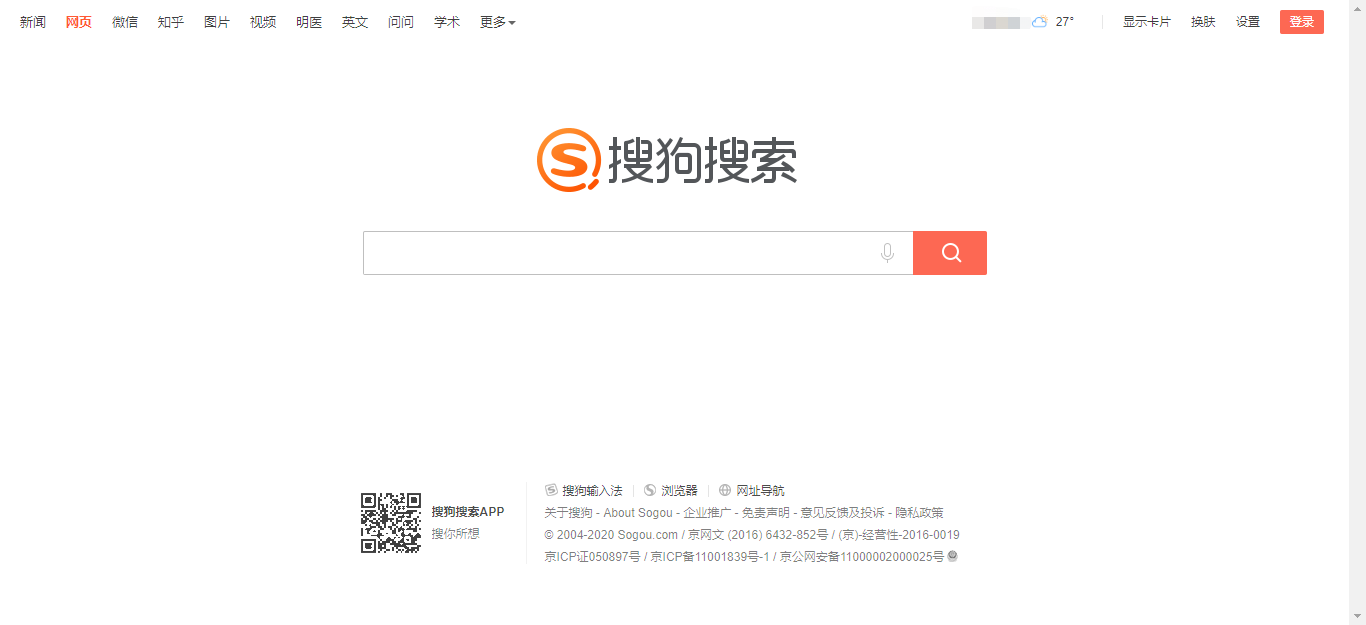 新闻 网页 微信 知乎 图片 视频 明医 英文 问问 学术 更多 27° 显示卡片 换肤 设置 登录
搜狗搜索
搜狗输入法 浏览器 网址导航
搜狗搜索APP
搜你所想
关于搜狗 - About Sogou - 企业推广 - 免责声明 - 意见反馈及投诉 - 隐私政策
© 2004-2020 Sogou.com / 京网文 (2016) 6432-852号 / (京)-经营性-2016-0019
京ICP证050897号 / 京ICP备11001839号-1 / 京公网安备11000002000025号